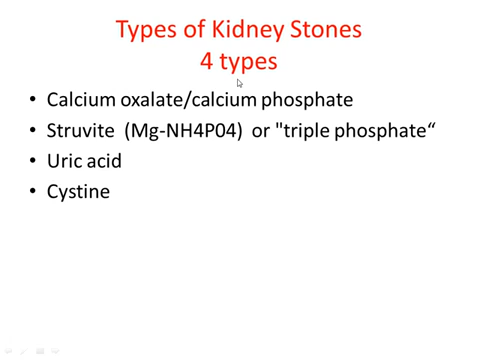 Types of Kidney Stones
4 types
• Calcium oxalate/calcium phosphate
• Struvite (Mg-NH4P04) or "triple phosphate“
• Uric acid
• Cystine